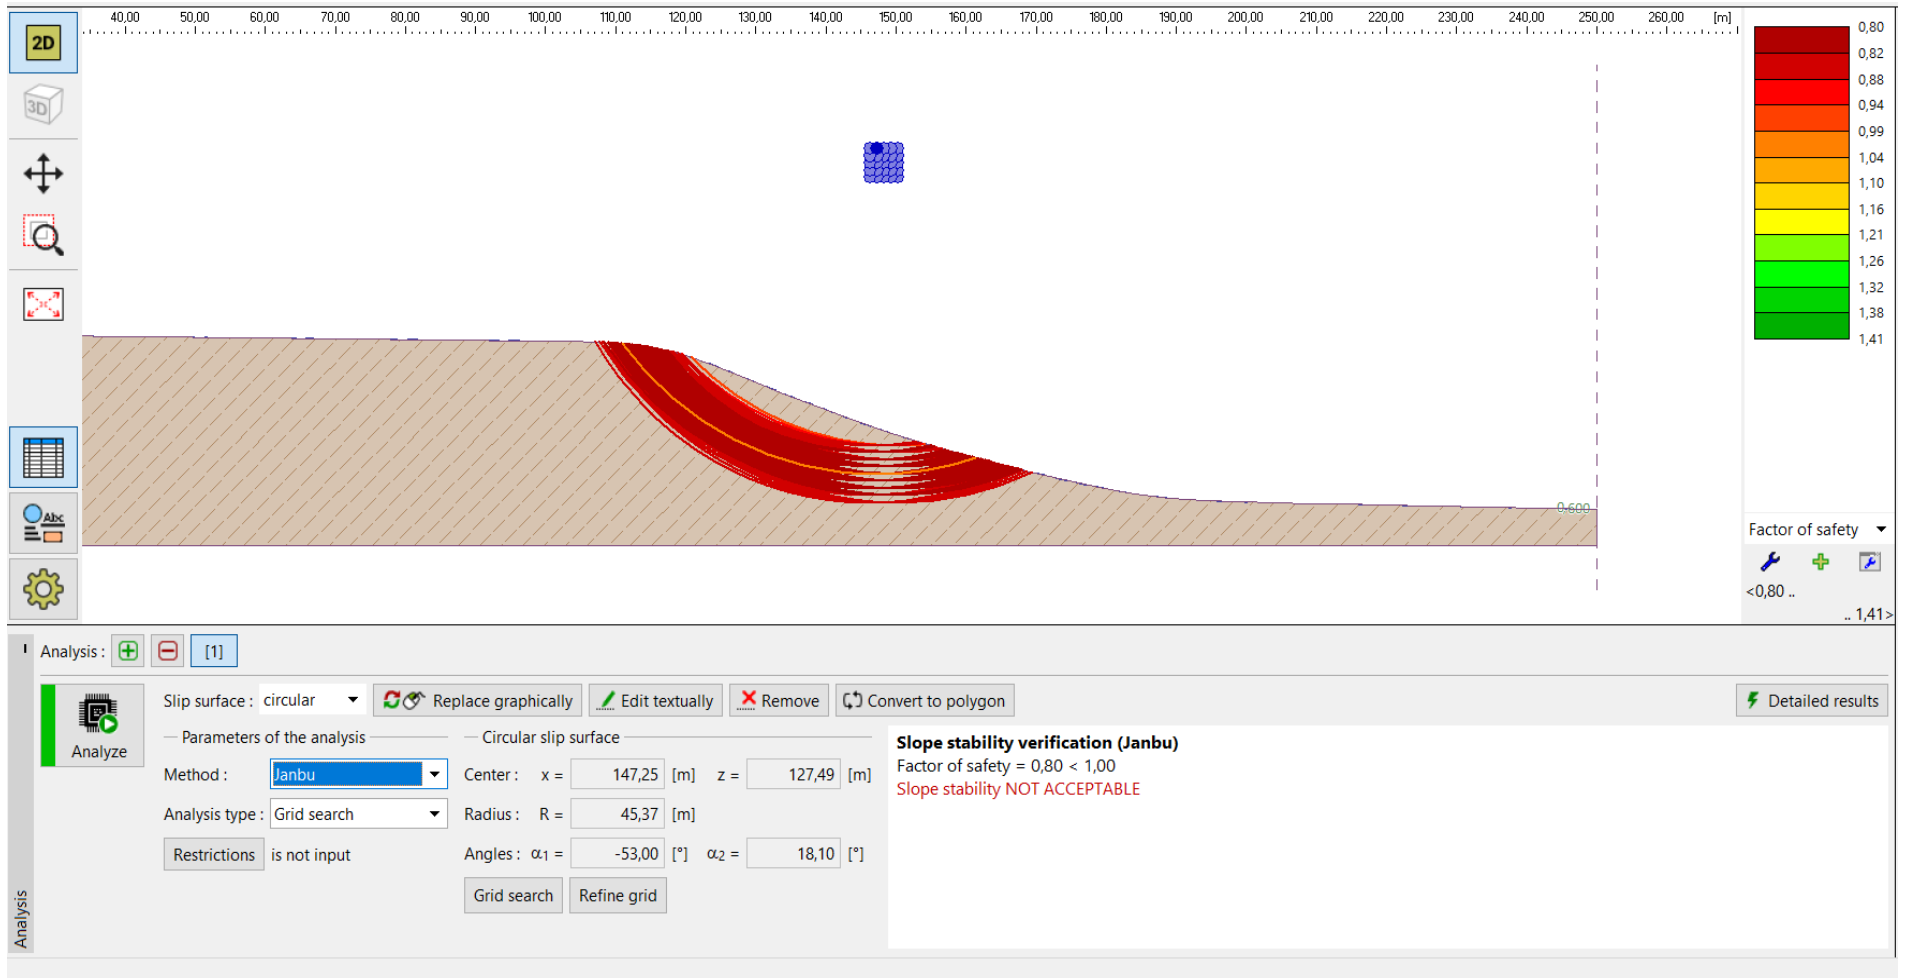 40,00 50,00 60,00 70,00 80,00 90,00 100,00 110,00 120,00 130,00 140,00 150,00 160,00 170,00 180,00 190,00 200,00 210,00 220,00 230,00 240,00 250,00 260,00 [m]
2D
3D
Abc
0.600
0,80
0,82
0,88
0,94
0,99
1,04
1,10
1,16
1,21
1,26
1,32
1,38
1,41
Factor of safety
<0,80 ..
.. 1,41>
Analysis : [1]
Analyze
Slip surface : circular Replace graphically Edit textually Remove Convert to polygon Detailed results
Parameters of the analysis
Method : Janbu
Analysis type : Grid search
Restrictions is not input
Circular slip surface
Center : x = 147,25 [m] z = 127,49 [m]
Radius : R = 45,37 [m]
Angles : α1 = -53,00 [°] α2 = 18,10 [°]
Grid search Refine grid
Slope stability verification (Janbu)
Factor of safety = 0,80 < 1,00
Slope stability NOT ACCEPTABLE
Analysis